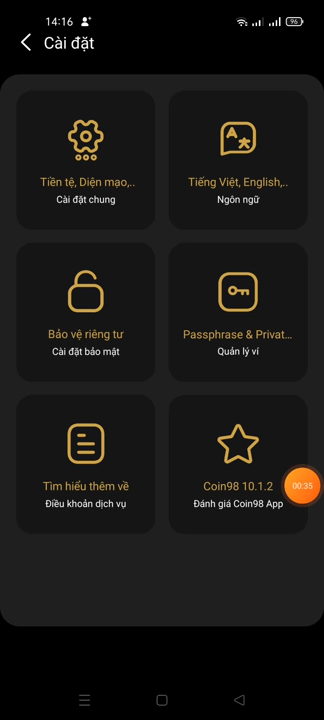 14:16
96
Cài đặt
Tiền tệ, Diện mạo,..
Cài đặt chung
Tiếng Việt, English,..
Ngôn ngữ
Bảo vệ riêng tư
Cài đặt bảo mật
Passphrase & Privat...
Quản lý ví
Tìm hiểu thêm về
Điều khoản dịch vụ
Coin98 10.1.2
Đánh giá Coin98 App
00:35